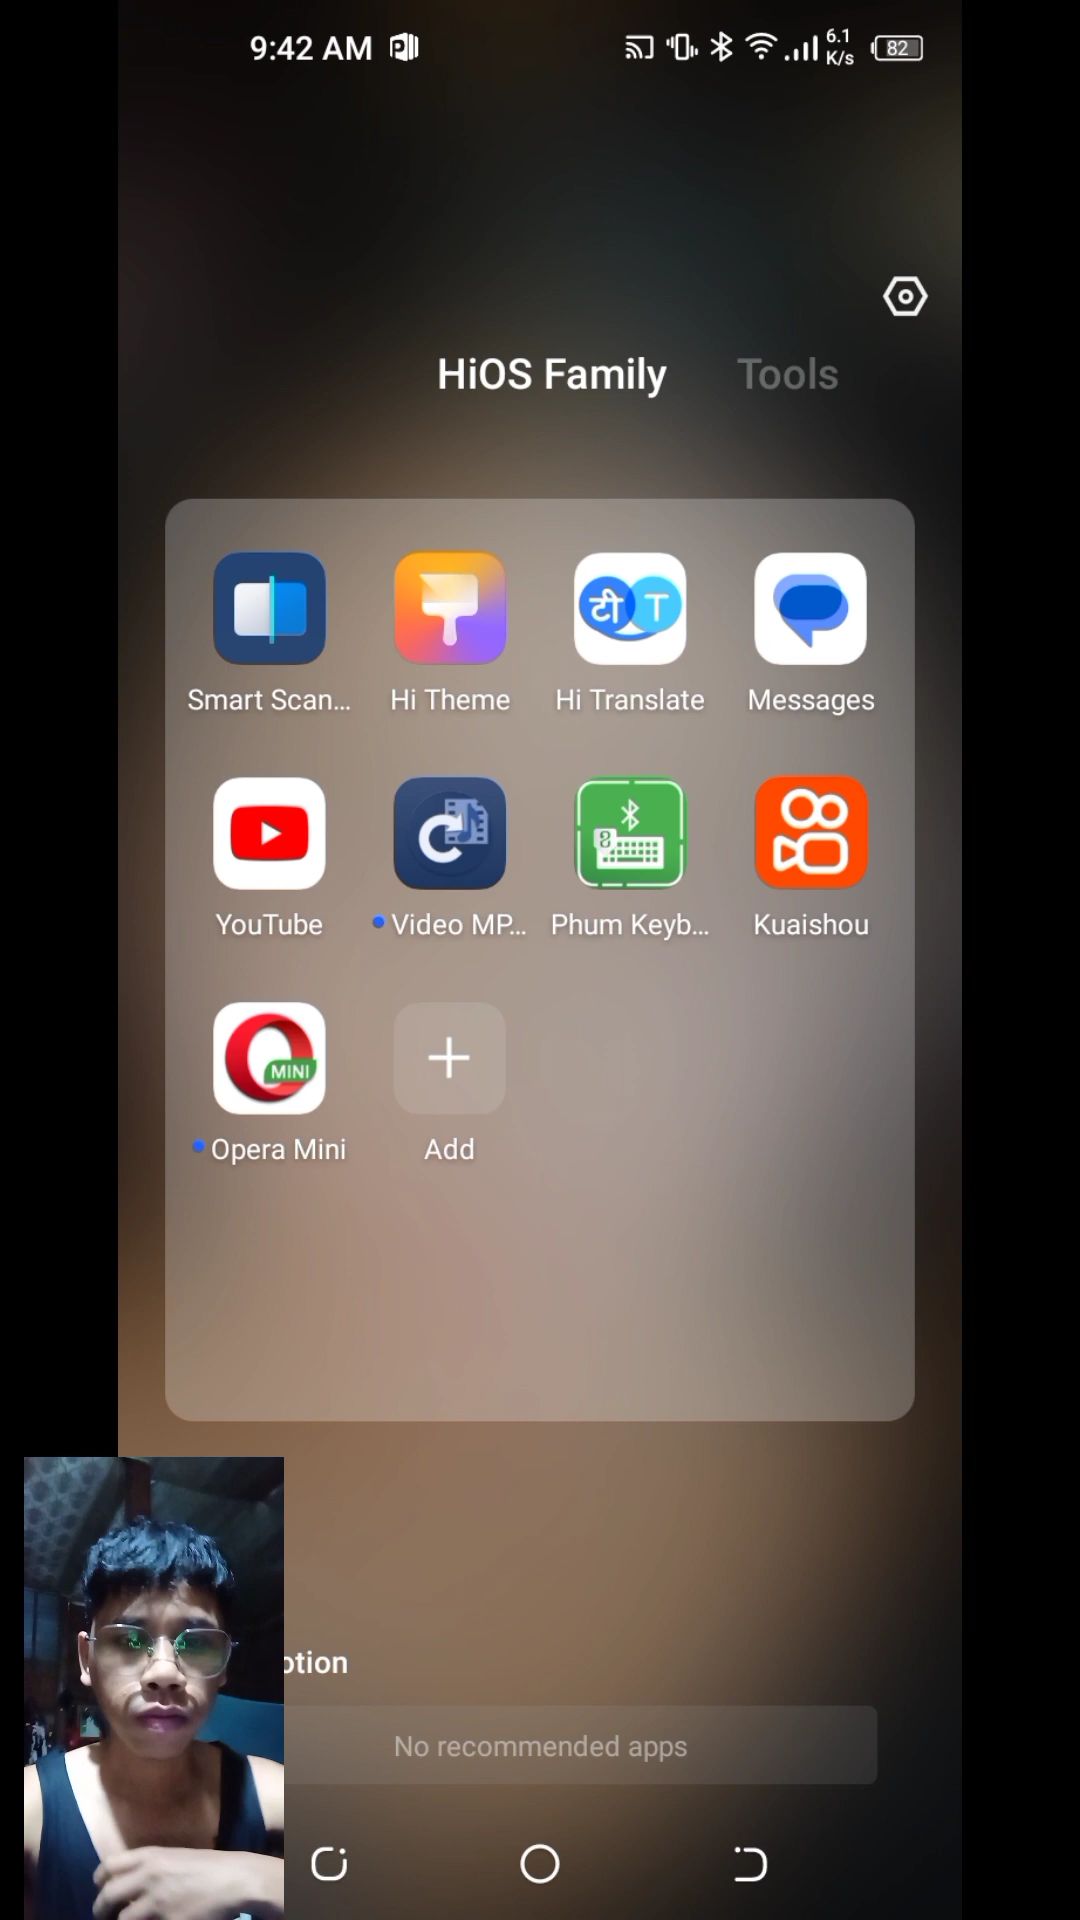 9:42 AM
6.1
K/s
82
HiOS Family
Tools
Smart Scan...
Hi Theme
टी T
Hi Translate
Messages
YouTube
Video MP...
Phum Keyb...
Kuaishou
MINI
Opera Mini
Add
otion
No recommended apps